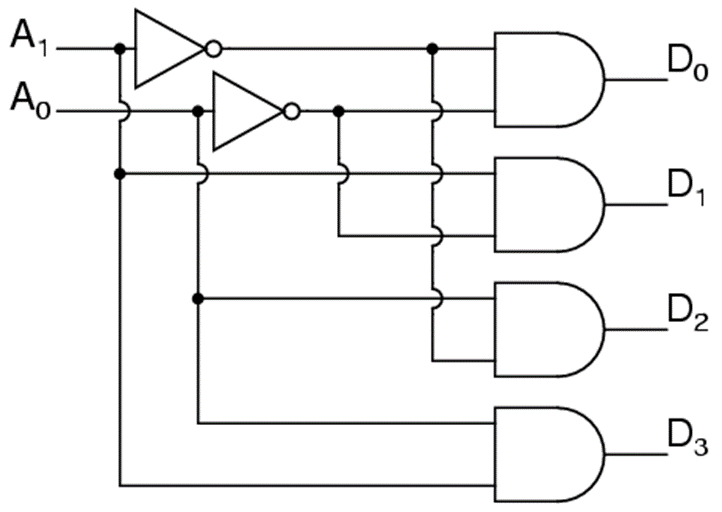 A₁
A₀
D₀
D₁
D₂
D₃